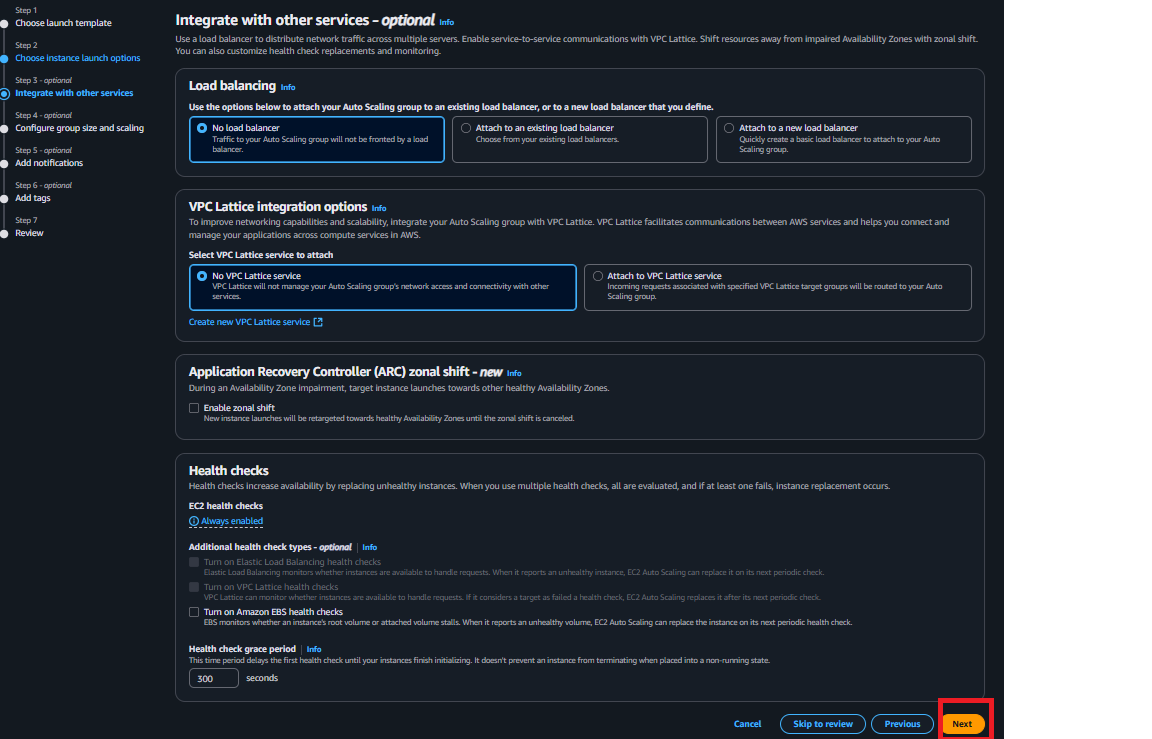 Step 1
Choose launch template
Step 2
Choose instance launch options
Step 3 - optional
Integrate with other services
Step 4 - optional
Configure group size and scaling
Step 5 - optional
Add notifications
Step 6 - optional
Add tags
Step 7
Review
Integrate with other services - optional Info
Use a load balancer to distribute network traffic across multiple servers. Enable service-to-service communications with VPC Lattice. Shift resources away from impaired Availability Zones with zonal shift.
You can also customize health check replacements and monitoring.
Load balancing Info
Use the options below to attach your Auto Scaling group to an existing load balancer, or to a new load balancer that you define.
No load balancer
Traffic to your Auto Scaling group will not be fronted by a load
balancer.
Attach to an existing load balancer
Choose from your existing load balancers.
Attach to a new load balancer
Quickly create a basic load balancer to attach to your Auto
Scaling group.
VPC Lattice integration options Info
To improve networking capabilities and scalability, integrate your Auto Scaling group with VPC Lattice. VPC Lattice facilitates communications between AWS services and helps you connect and
manage your applications across compute services in AWS.
Select VPC Lattice service to attach
No VPC Lattice service
VPC Lattice will not manage your Auto Scaling group's network access and connectivity with other
services.
Attach to VPC Lattice service
Incoming requests associated with specified VPC Lattice target groups will be routed to your Auto
Scaling group.
Create new VPC Lattice service
Application Recovery Controller (ARC) zonal shift - new Info
During an Availability Zone impairment, target instance launches towards other healthy Availability Zones.
Enable zonal shift
New instance launches will be retargeted towards healthy Availability Zones until the zonal shift is canceled.
Health checks
Health checks increase availability by replacing unhealthy instances. When you use multiple health checks, all are evaluated, and if at least one fails, instance replacement occurs.
EC2 health checks
Always enabled
Additional health check types - optional Info
Turn on Elastic Load Balancing health checks
Elastic Load Balancing monitors whether instances are available to handle requests. When it reports an unhealthy instance, EC2 Auto Scaling can replace it on its next periodic check.
Turn on VPC Lattice health checks
VPC Lattice can monitor whether instances are available to handle requests. If it considers a target as failed a health check, EC2 Auto Scaling replaces it after its next periodic check.
Turn on Amazon EBS health checks
EBS monitors whether an instance's root volume or attached volume stalls. When it reports an unhealthy volume, EC2 Auto Scaling can replace the instance on its next periodic health check.
Health check grace period Info
This time period delays the first health check until your instances finish initializing. It doesn't prevent an instance from terminating when placed into a non-running state.
300 seconds
Cancel Skip to review Previous Next